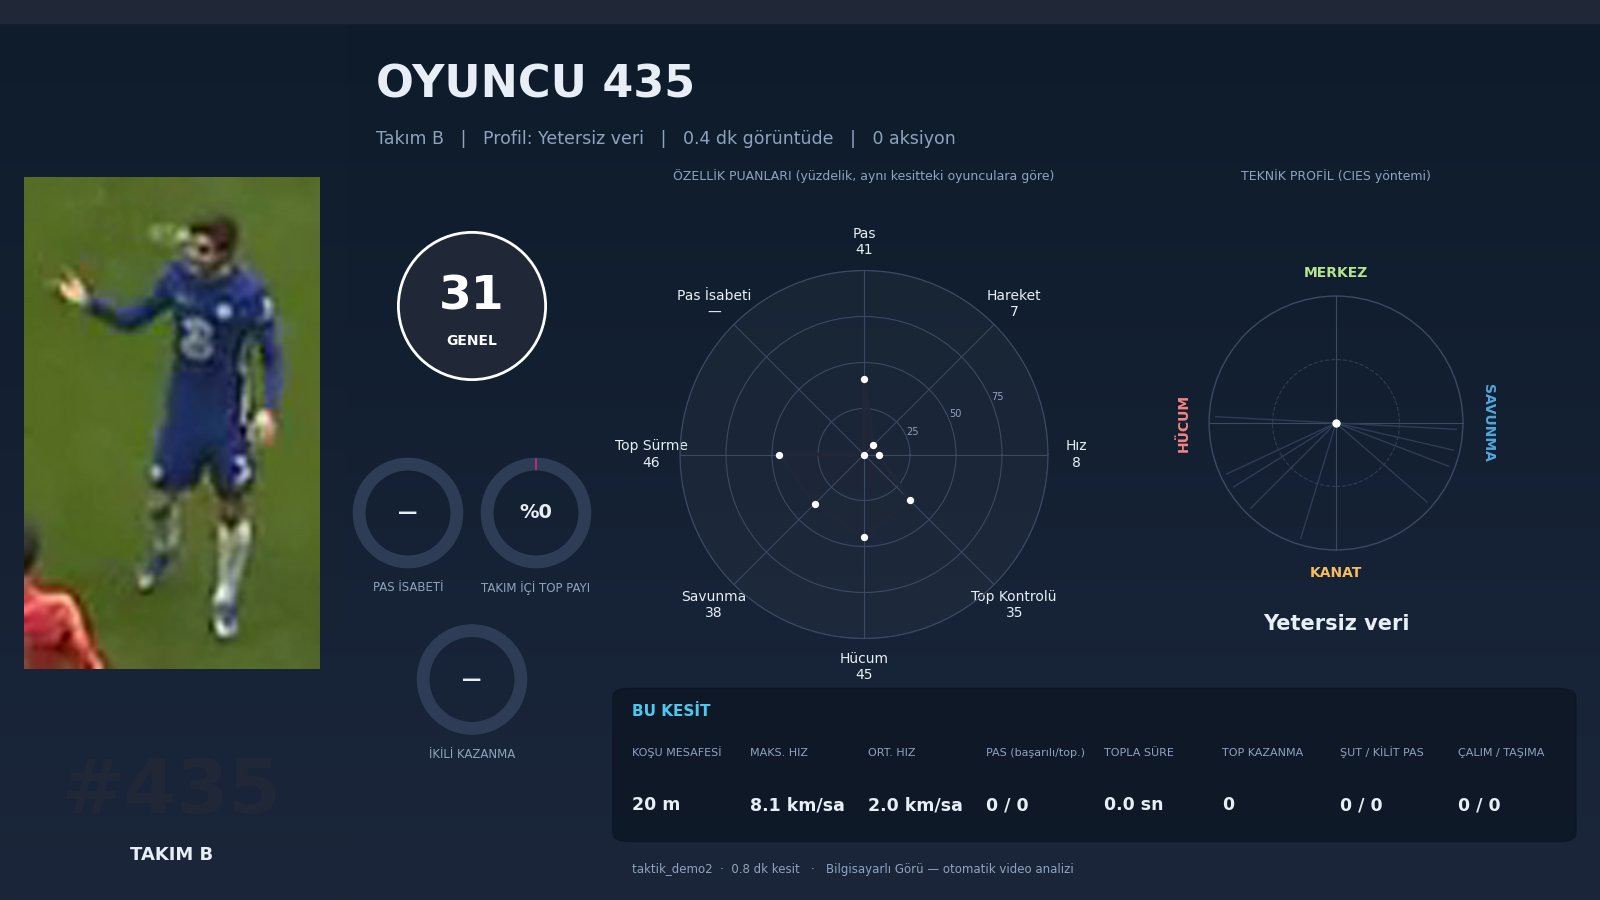 OYUNCU 435
Takım B | Profil: Yetersiz veri | 0.4 dk görüntüde | 0 aksiyon
ÖZELLİK PUANLARI (yüzdelik, aynı kesitteki oyunculara göre)
TEKNİK PROFİL (CIES yöntemi)
31
GENEL
—
PAS İSABETİ
%0
TAKIM İÇİ TOP PAYI
—
İKİLİ KAZANMA
Pas
41
Pas İsabeti
—
Hareket
7
75
50
25
Top Sürme
46
Hız
8
Savunma
38
Top Kontrolü
35
Hücum
45
MERKEZ
HÜCUM
SAVUNMA
KANAT
Yetersiz veri
#435
TAKIM B
BU KESİT
KOŞU MESAFESİ MAKS. HIZ ORT. HIZ PAS (başarılı/top.) TOPLA SÜRE TOP KAZANMA ŞUT / KİLİT PAS ÇALIM / TAŞIMA
20 m 8.1 km/sa 2.0 km/sa 0 / 0 0.0 sn 0 0 / 0 0 / 0
taktik_demo2 · 0.8 dk kesit · Bilgisayarlı Görü — otomatik video analizi